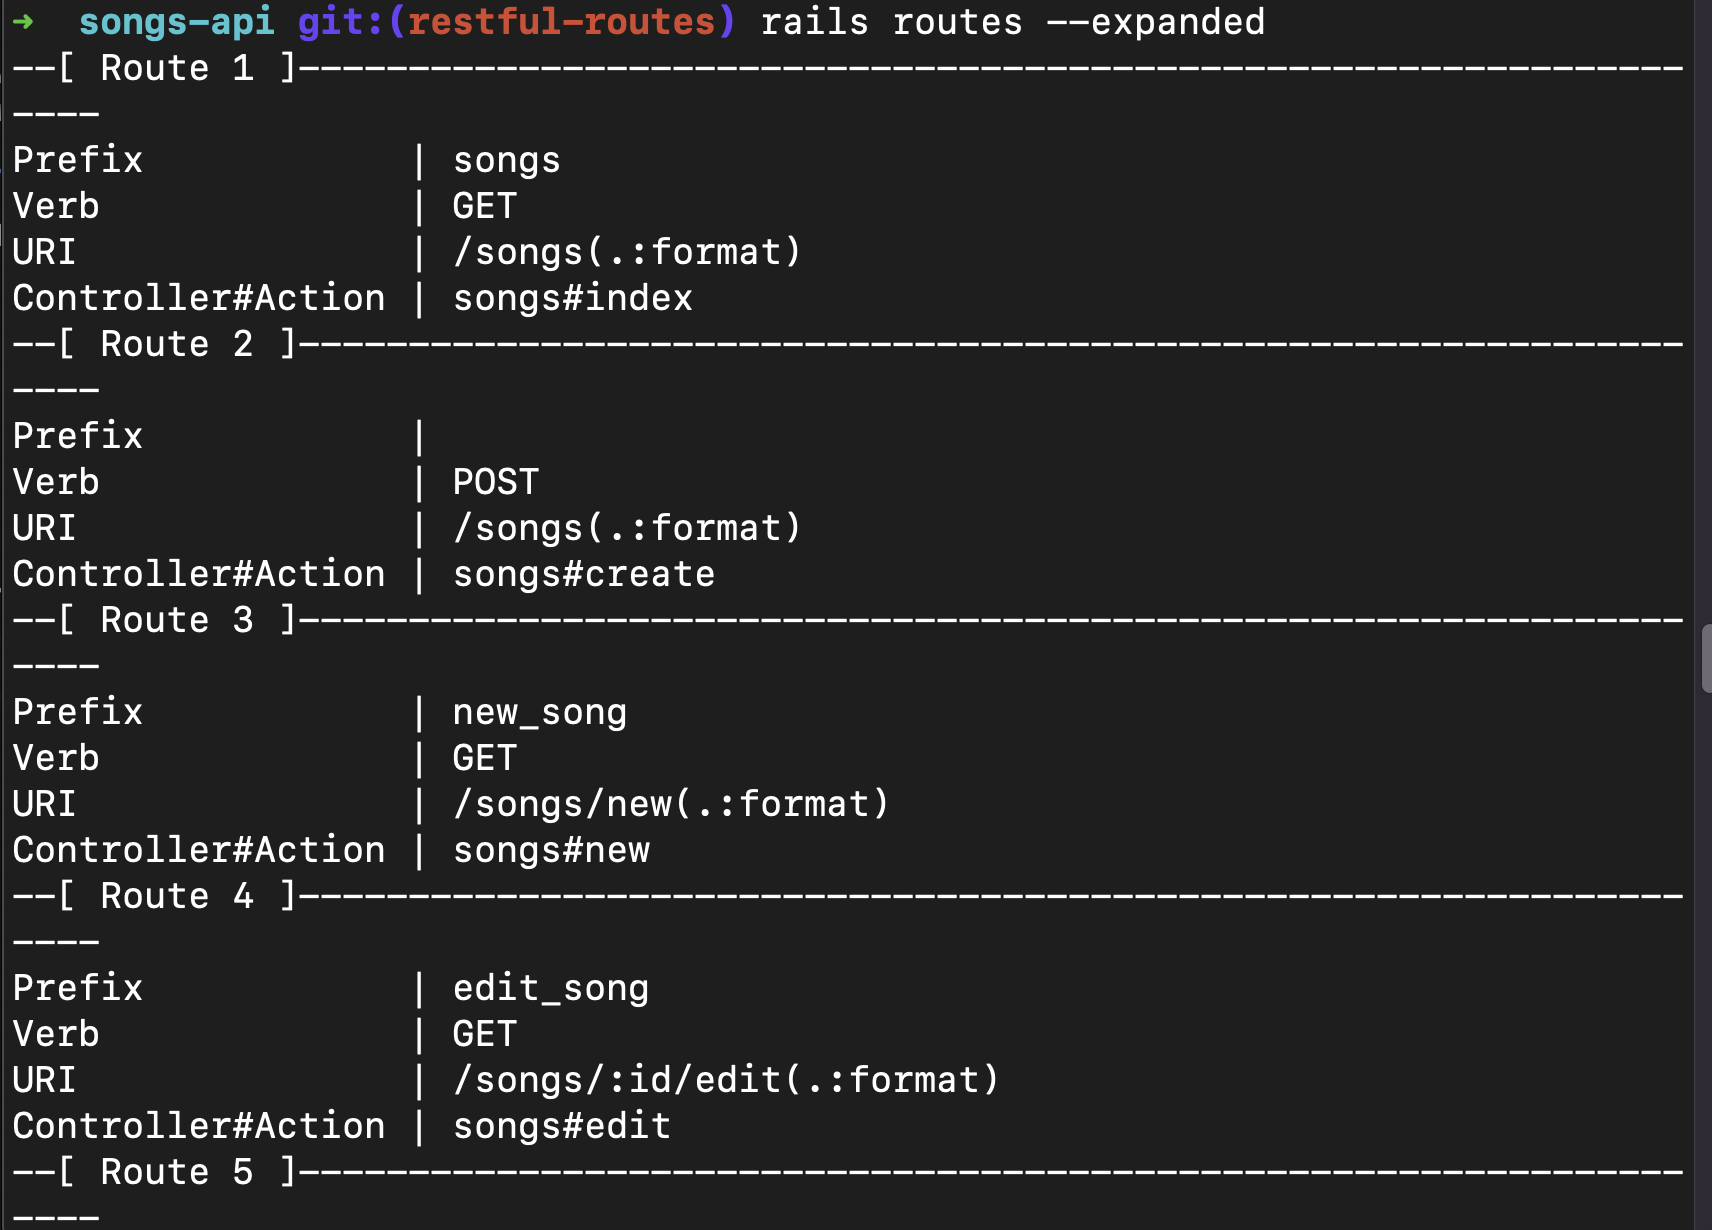 ➜  songs-api git:(restful-routes) rails routes --expanded
--[ Route 1 ]---------------------------------------------------------------
----
Prefix            | songs
Verb              | GET
URI               | /songs(.:format)
Controller#Action | songs#index
--[ Route 2 ]---------------------------------------------------------------
----
Prefix            |
Verb              | POST
URI               | /songs(.:format)
Controller#Action | songs#create
--[ Route 3 ]---------------------------------------------------------------
----
Prefix            | new_song
Verb              | GET
URI               | /songs/new(.:format)
Controller#Action | songs#new
--[ Route 4 ]---------------------------------------------------------------
----
Prefix            | edit_song
Verb              | GET
URI               | /songs/:id/edit(.:format)
Controller#Action | songs#edit
--[ Route 5 ]---------------------------------------------------------------
----